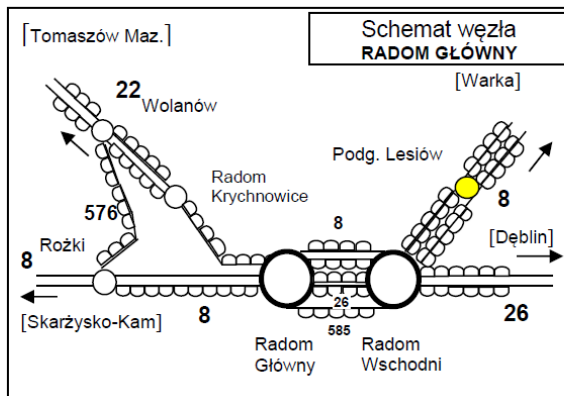 Schemat węzła
RADOM GŁÓWNY
[Tomaszów Maz.]
[Warka]
22
Wolanów
Podg. Lesiów
Radom
Krychnowice
8
576
8
[Dęblin]
Rożki
8
[Skarżysko-Kam]
8
26
585
26
Radom
Główny
Radom
Wschodni